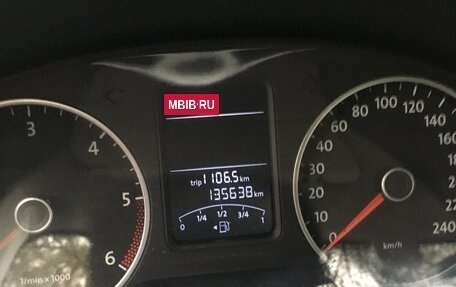 MBIB.RU
trip 1106.5 km
135638 km
0 1/4 1/2 3/4 1
3 4 5 6
1/min x 1000
0 20 40 60 80 100 120 140 160 180 200 220 240
km/h